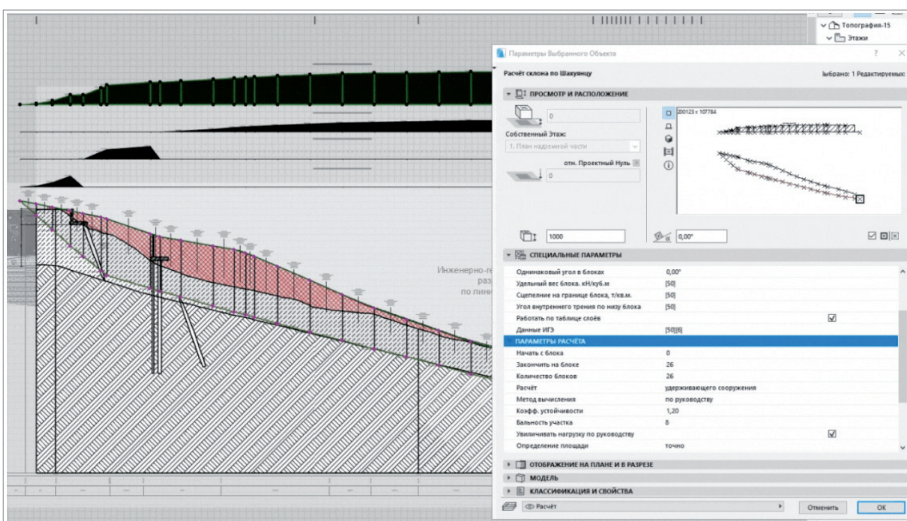 Топография-15
Этажи
Параметры Выбранного Объекта
? ×
Расчёт склона по Шахунянцу
Выбрано: 1 Редактируемых:
ПРОСМОТР И РАСПОЛОЖЕНИЕ
0
Собственный Этаж:
1. План надземной части
отн. Проектный Нуль
0
200123 x 107784
1000
0,00°
СПЕЦИАЛЬНЫЕ ПАРАМЕТРЫ
Одинаковый угол в блоках 0,00°
Удельный вес блока. кН/куб.м [50]
Сцепление на границе блока, т/кв.м. [50]
Угол внутреннего трения по низу блока [50]
Работать по таблице слоёв
Данные ИГЭ [50][6]
ПАРАМЕТРЫ РАСЧЁТА
Начать с блока 0
Закончить на блоке 26
Количество блоков 26
Расчёт удерживающего сооружения
Метод вычисления по руководству
Коэфф. устойчивости 1,20
Бальность участка 8
Увиличивать нагрузку по руководству
Определение площади точно
ОТОБРАЖЕНИЕ НА ПЛАНЕ И В РАЗРЕЗЕ
МОДЕЛЬ
КЛАССИФИКАЦИЯ И СВОЙСТВА
Расчёт
Отменить
OK
Инженерно-г
раз
по лини